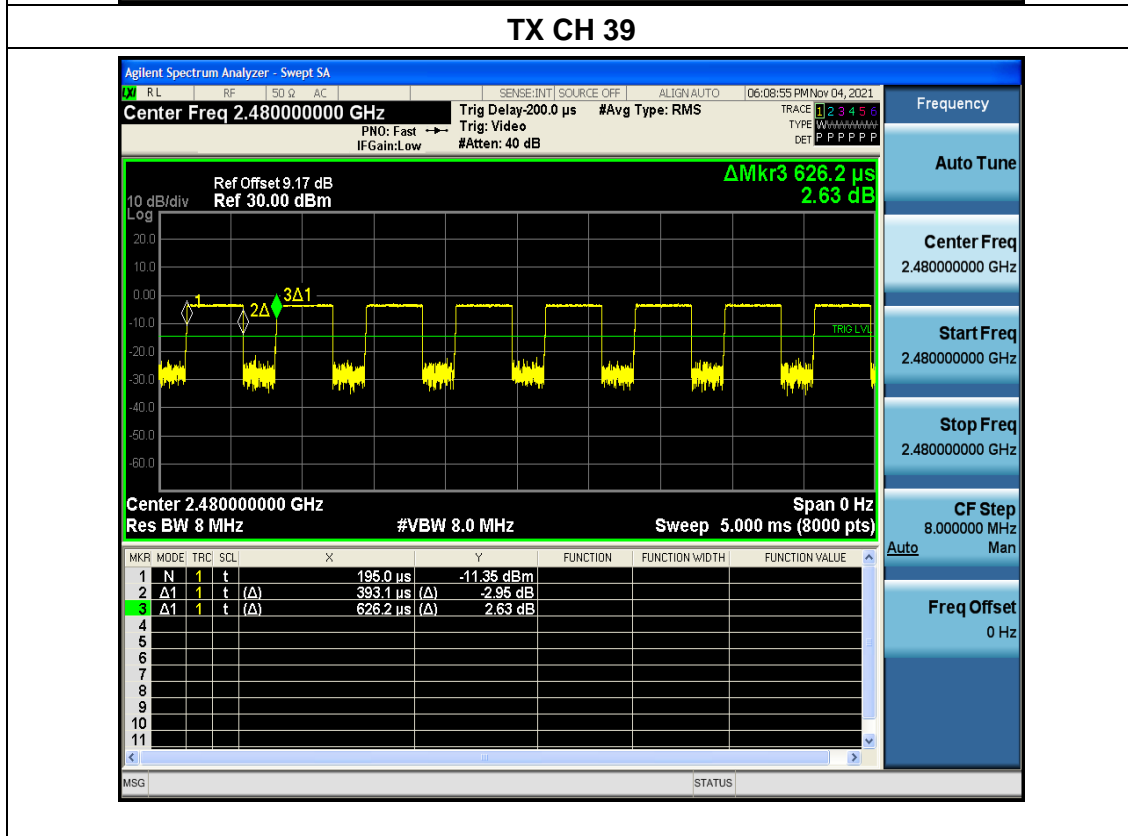 TX CH 39
Agilent Spectrum Analyzer - Swept SA
LXI RL RF 50 Ω AC SENSE:INT SOURCE OFF ALIGN AUTO 06:08:55 PM Nov 04, 2021
Center Freq 2.480000000 GHz
PNO: Fast
IFGain:Low
Trig Delay-200.0 µs
Trig: Video
#Atten: 40 dB
#Avg Type: RMS
TRACE 1 2 3 4 5 6
TYPE WWWWWW
DET P P P P P P
Frequency
Auto Tune
Center Freq
2.480000000 GHz
Start Freq
2.480000000 GHz
Stop Freq
2.480000000 GHz
CF Step
8.000000 MHz
Auto Man
Freq Offset
0 Hz
ΔMkr3 626.2 µs
2.63 dB
Ref Offset 9.17 dB
10 dB/div Ref 30.00 dBm
Log
20.0
10.0
0.00
-10.0
-20.0
-30.0
-40.0
-50.0
-60.0
1
2Δ
3Δ1
TRIG LVL
Center 2.480000000 GHz Span 0 Hz
Res BW 8 MHz #VBW 8.0 MHz Sweep 5.000 ms (8000 pts)
MKR MODE TRC SCL X Y FUNCTION FUNCTION WIDTH FUNCTION VALUE
1 N 1 t 195.0 µs -11.35 dBm
2 Δ1 1 t (Δ) 393.1 µs (Δ) -2.95 dB
3 Δ1 1 t (Δ) 626.2 µs (Δ) 2.63 dB
4
5
6
7
8
9
10
11
MSG STATUS